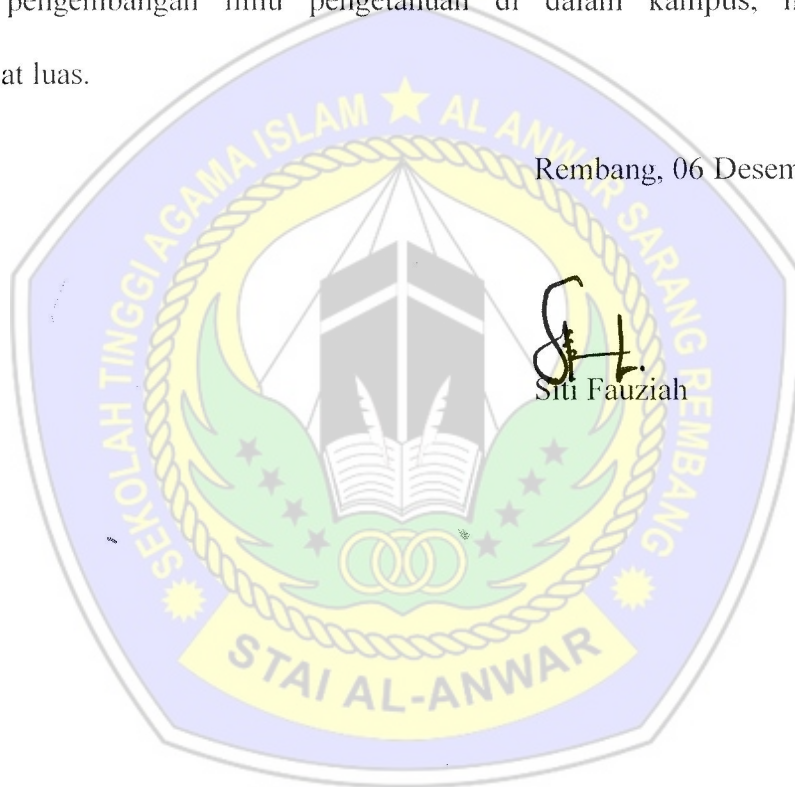 pengembangan ilmu pengetahuan di dalam kampus,
at luas.
Rembang, 06 Desem
Siti Fauziah
SEKOLAH TINGGI AGAMA ISLAM ★ AL ANWAR SARANG REMBANG
STAI AL-ANWAR